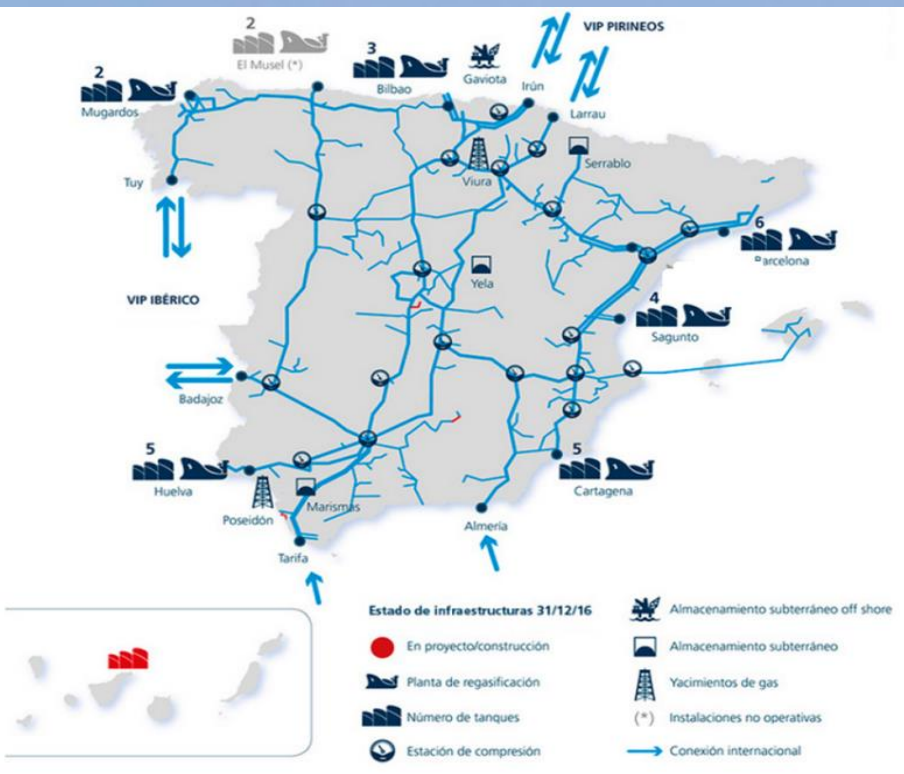 VIP PIRINEOS
2
El Musel (*)
3
Bilbao
Gaviota
Irún
Larrau
2
Mugardos
Serrablo
Viura
Tuy
6
arcelona
Yela
VIP IBÉRICO
4
Sagunto
Badajoz
5
Huelva
5
Cartagena
Poseidón
Marismas
Almería
Tarifa
Estado de infraestructuras 31/12/16
En proyecto/construcción
Planta de regasificación
Número de tanques
Estación de compresión
Almacenamiento subterráneo off shore
Almacenamiento subterráneo
Yacimientos de gas
(*) Instalaciones no operativas
Conexión internacional